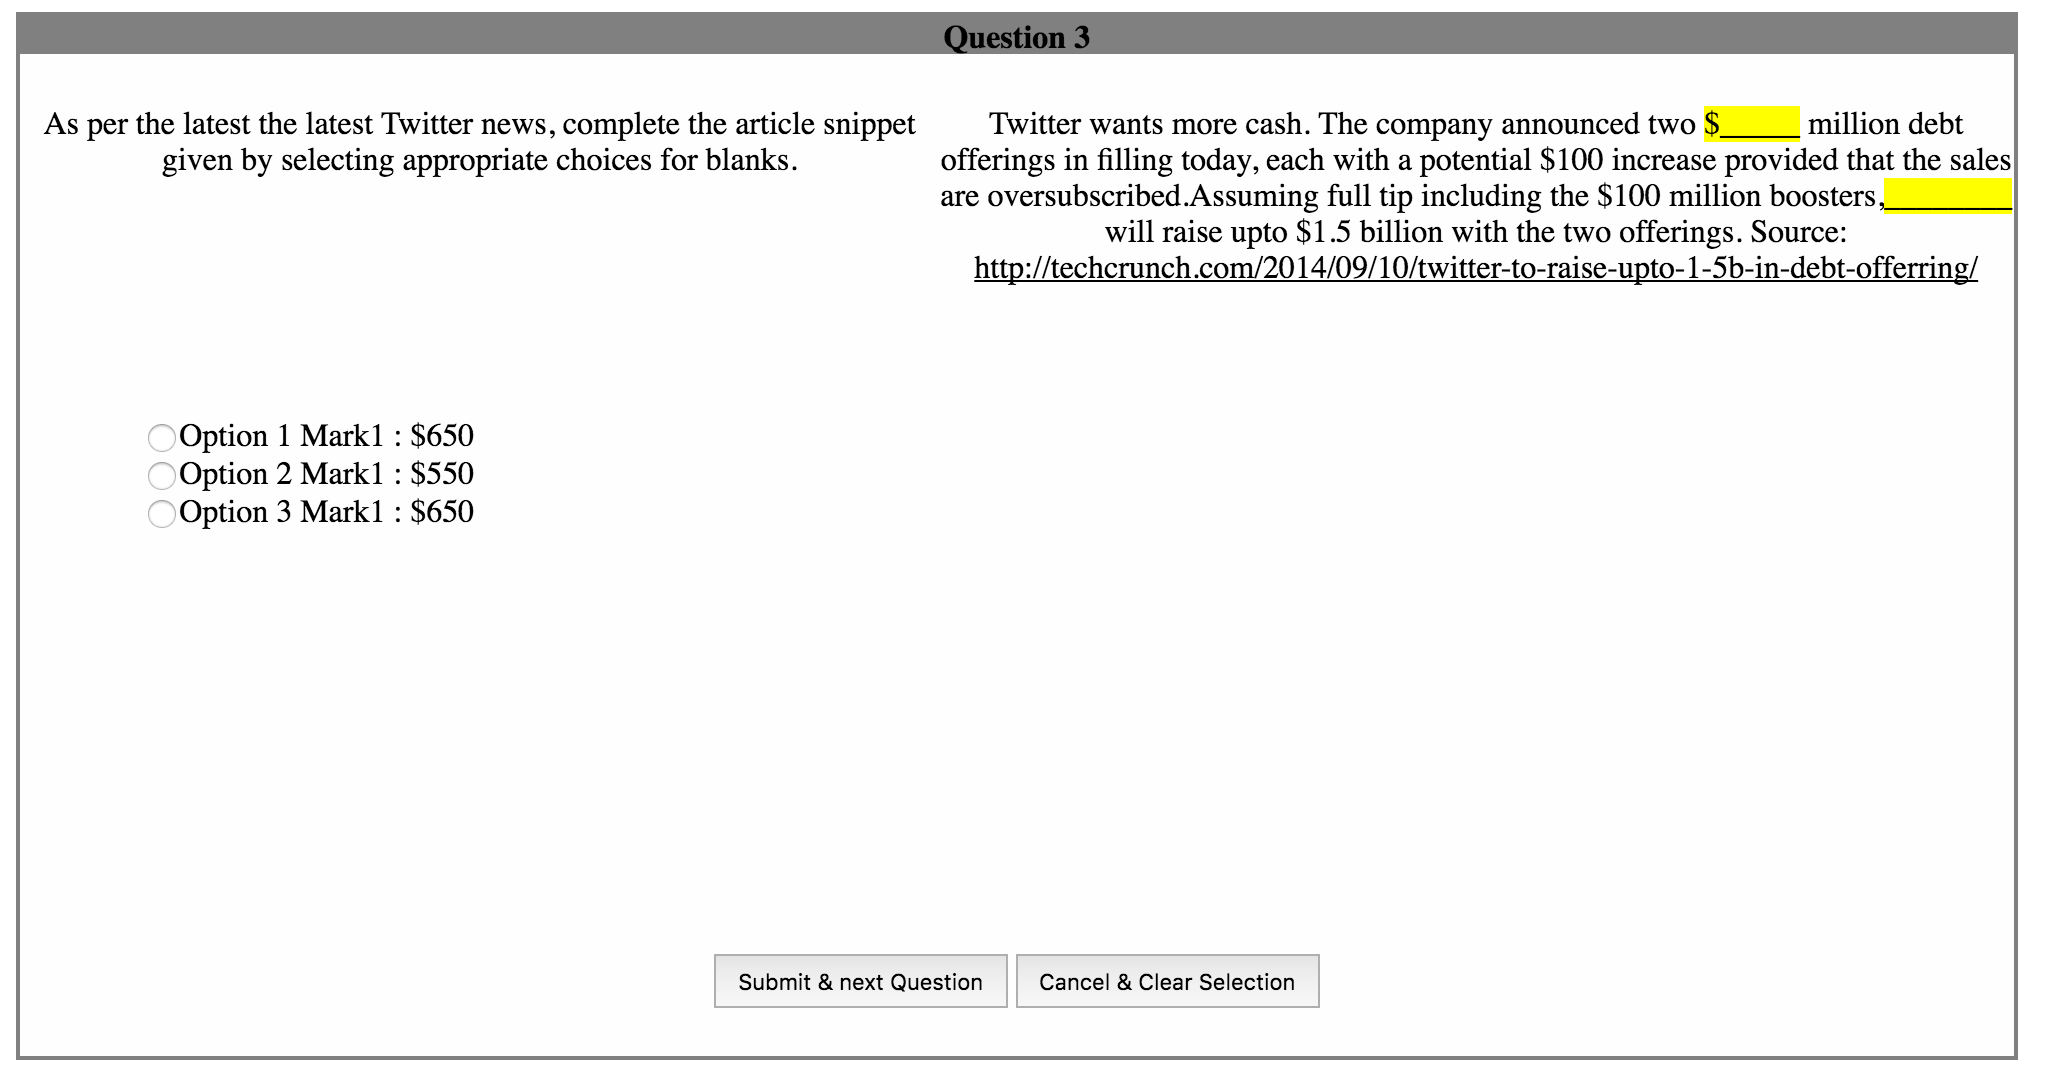 Question 3
As per the latest the latest Twitter news, complete the article snippet
given by selecting appropriate choices for blanks.
Twitter wants more cash. The company announced two $_____ million debt
offerings in filling today, each with a potential $100 increase provided that the sales
are oversubscribed.Assuming full tip including the $100 million boosters,________
will raise upto $1.5 billion with the two offerings. Source:
http://techcrunch.com/2014/09/10/twitter-to-raise-upto-1-5b-in-debt-offerring/
Option 1 Mark1 : $650
Option 2 Mark1 : $550
Option 3 Mark1 : $650
Submit & next Question
Cancel & Clear Selection